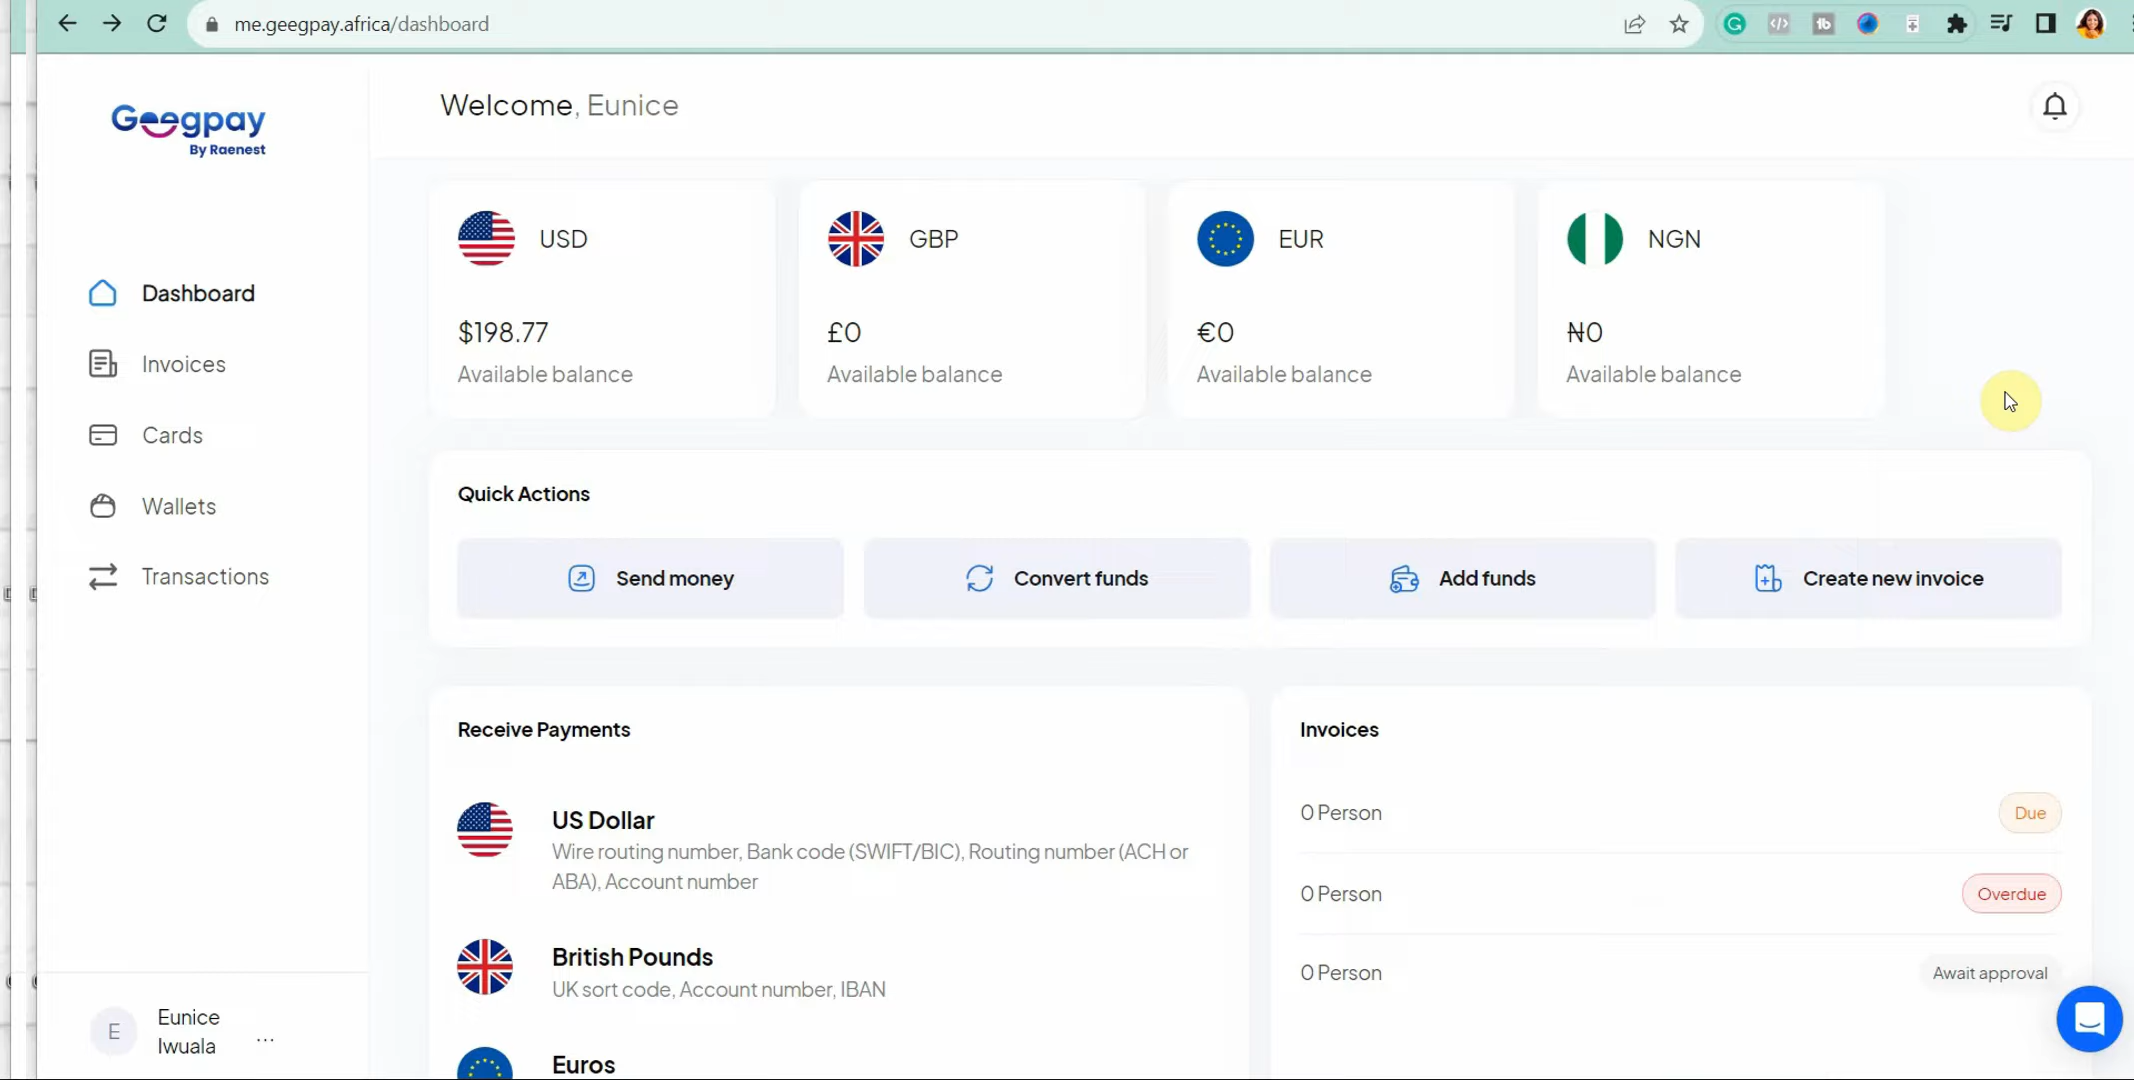 me.geegpay.africa/dashboard
Geegpay
By Raenest
Dashboard
Invoices
Cards
Wallets
Transactions
E
Eunice
Iwuala
...
Welcome, Eunice
USD
$198.77
Available balance
GBP
£0
Available balance
EUR
€0
Available balance
NGN
₦0
Available balance
Quick Actions
Send money
Convert funds
Add funds
Create new invoice
Receive Payments
US Dollar
Wire routing number, Bank code (SWIFT/BIC), Routing number (ACH or
ABA), Account number
British Pounds
UK sort code, Account number, IBAN
Euros
Invoices
0 Person
Due
0 Person
Overdue
0 Person
Await approval